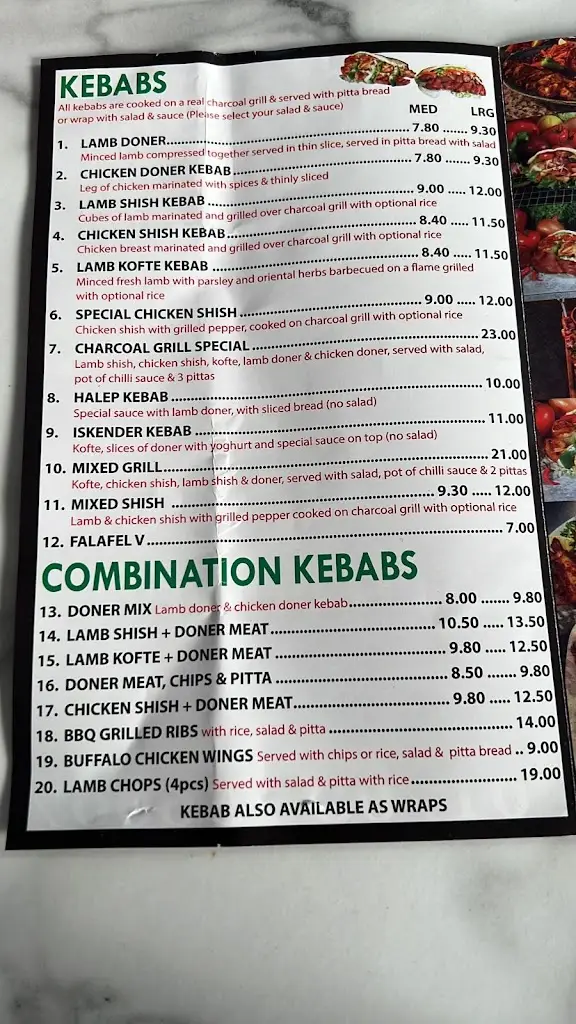 KEBABS
All kebabs are cooked on a real charcoal grill & served with pitta bread
or wrap with salad & sauce (Please select your salad & sauce)
MED LRG
1. LAMB DONER 7.80 9.30
Minced lamb compressed together served in thin slice, served in pitta bread with salad
2. CHICKEN DONER KEBAB 7.80 9.30
Leg of chicken marinated with spices & thinly sliced
3. LAMB SHISH KEBAB 9.00 12.00
Cubes of lamb marinated and grilled over charcoal grill with optional rice
4. CHICKEN SHISH KEBAB 8.40 11.50
Chicken breast marinated and grilled over charcoal grill with optional rice
5. LAMB KOFTE KEBAB 8.40 11.50
Minced fresh lamb with parsley and oriental herbs barbecued on a flame grilled
with optional rice
6. SPECIAL CHICKEN SHISH 9.00 12.00
Chicken shish with grilled pepper, cooked on charcoal grill with optional rice
7. CHARCOAL GRILL SPECIAL 23.00
Lamb shish, chicken shish, kofte, lamb doner & chicken doner, served with salad,
pot of chilli sauce & 3 pittas
8. HALEP KEBAB 10.00
Special sauce with lamb doner, with sliced bread (no salad)
9. ISKENDER KEBAB 11.00
Kofte, slices of doner with yoghurt and special sauce on top (no salad)
10. MIXED GRILL 21.00
Kofte, chicken shish, lamb shish & doner, served with salad, pot of chilli sauce & 2 pittas
11. MIXED SHISH 9.30 12.00
Lamb & chicken shish with grilled pepper cooked on charcoal grill with optional rice
12. FALAFEL V 7.00
COMBINATION KEBABS
13. DONER MIX Lamb doner & chicken doner kebab 8.00 9.80
14. LAMB SHISH + DONER MEAT 10.50 13.50
15. LAMB KOFTE + DONER MEAT 9.80 12.50
16. DONER MEAT, CHIPS & PITTA 8.50 9.80
17. CHICKEN SHISH + DONER MEAT 9.80 12.50
18. BBQ GRILLED RIBS with rice, salad & pitta 14.00
19. BUFFALO CHICKEN WINGS Served with chips or rice, salad & pitta bread 9.00
20. LAMB CHOPS (4pcs) Served with salad & pitta with rice 19.00
KEBAB ALSO AVAILABLE AS WRAPS